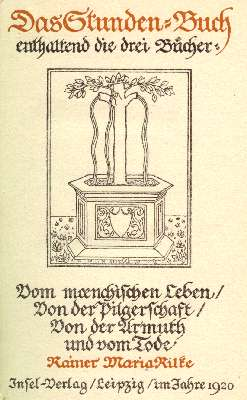 Das Stunden-Buch
enthaltend die drei Bücher:
Vom mœnchischen Leben/
Von der Pilgerschaft/
Von der Armuth
und vom Tode/
Rainer Maria Rilke
Insel-Verlag/Leipzig/im Jahre 1920